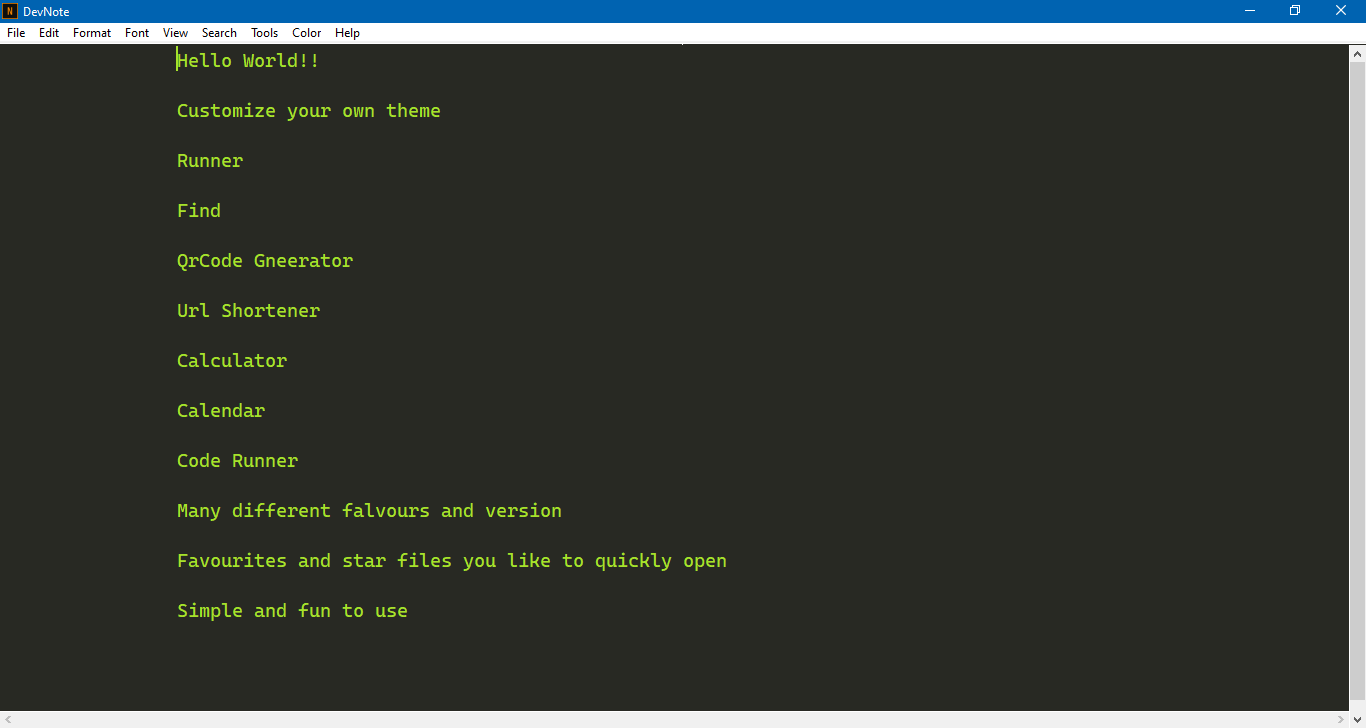 N DevNote
File Edit Format Font View Search Tools Color Help
Hello World!!
Customize your own theme
Runner
Find
QrCode Gneerator
Url Shortener
Calculator
Calendar
Code Runner
Many different falvours and version
Favourites and star files you like to quickly open
Simple and fun to use